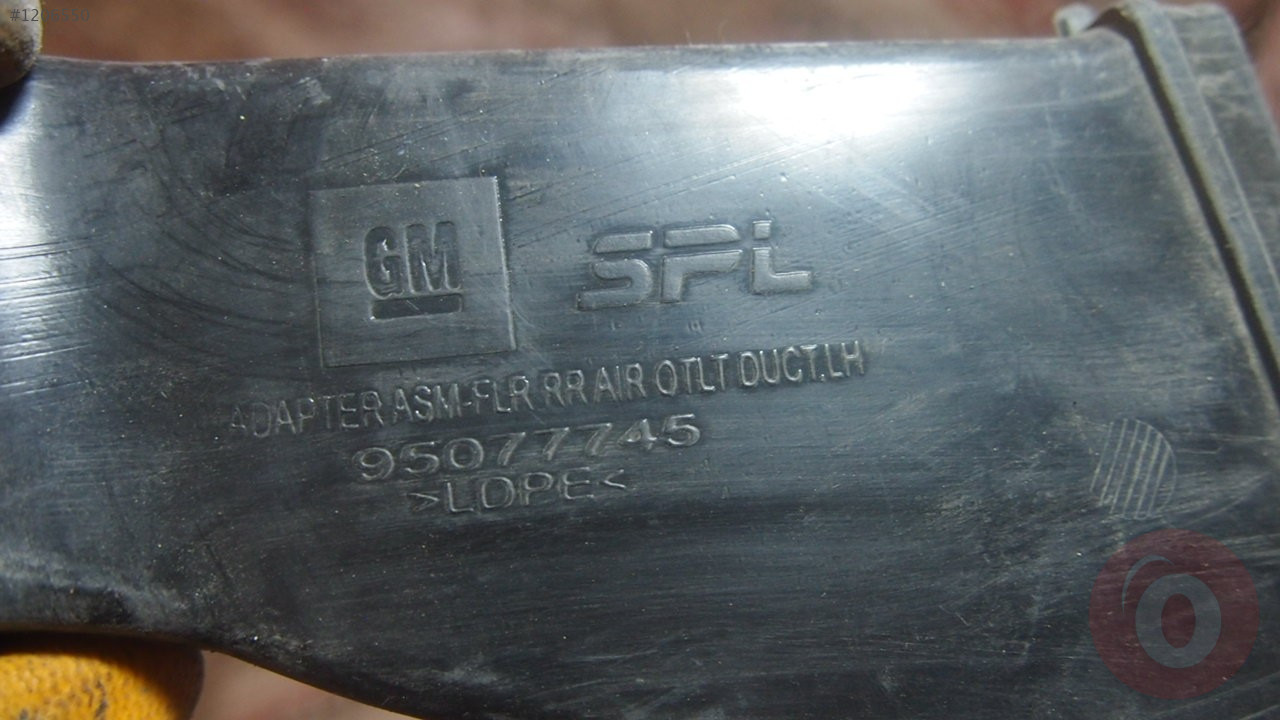 GM SPL
ADAPTER ASM-FLR RR AIR OTLT DUCT,LH
95077745
>LDPE<